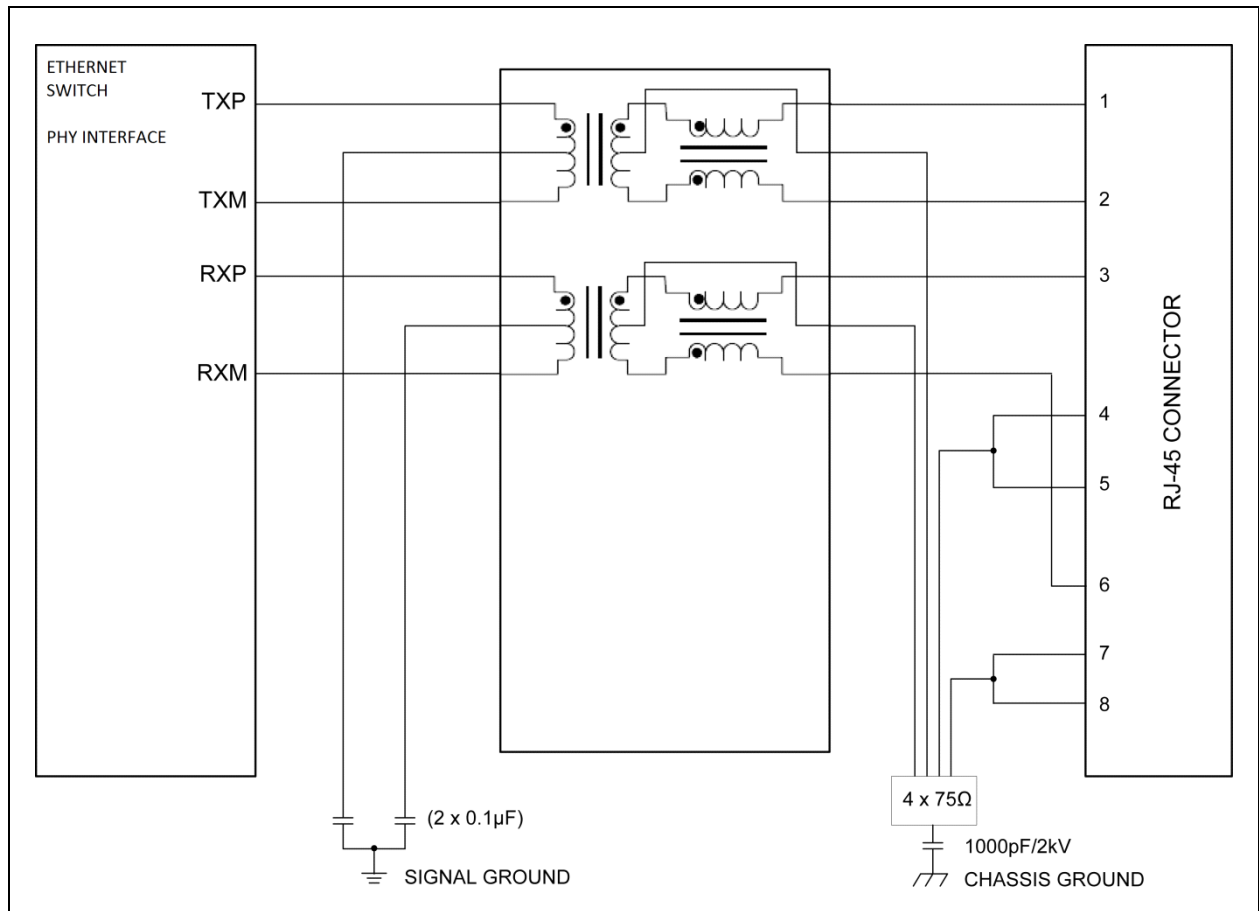 ETHERNET
SWITCH
PHY INTERFACE
TXP
TXM
RXP
RXM
1
2
3
4
5
6
7
8
RJ-45 CONNECTOR
(2 x 0.1µF)
SIGNAL GROUND
4 x 75Ω
1000pF/2kV
CHASSIS GROUND